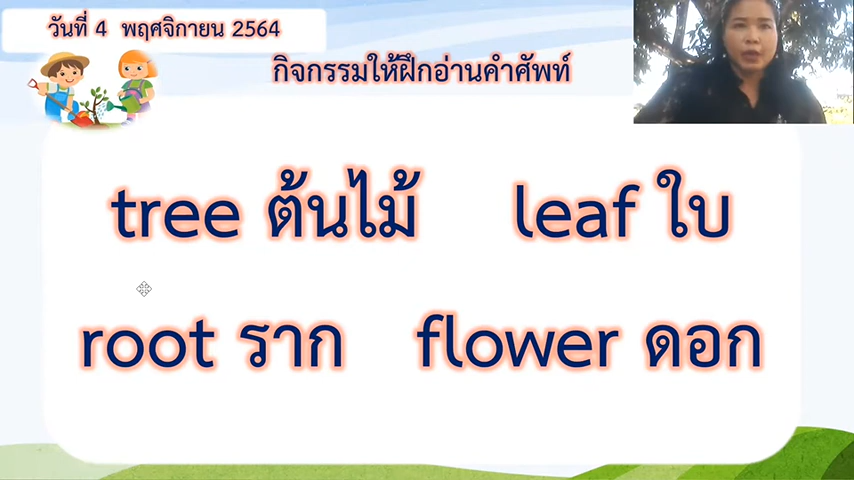 วันที่ 4 พฤศจิกายน 2564
กิจกรรมให้ฝึกอ่านคำศัพท์
tree ต้นไม้ leaf ใบ
root ราก flower ดอก